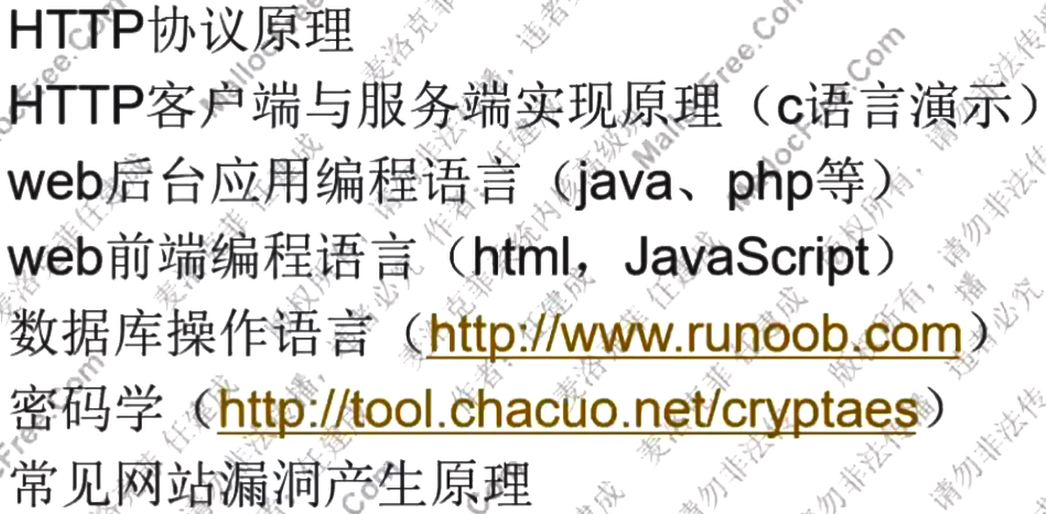 HTTP协议原理
HTTP客户端与服务端实现原理（c语言演示）
web后台应用编程语言（java、php等）
web前端编程语言（html，JavaScript）
数据库操作语言（http://www.runoob.com）
密码学（http://tool.chacuo.net/cryptaes）
常见网站漏洞产生原理